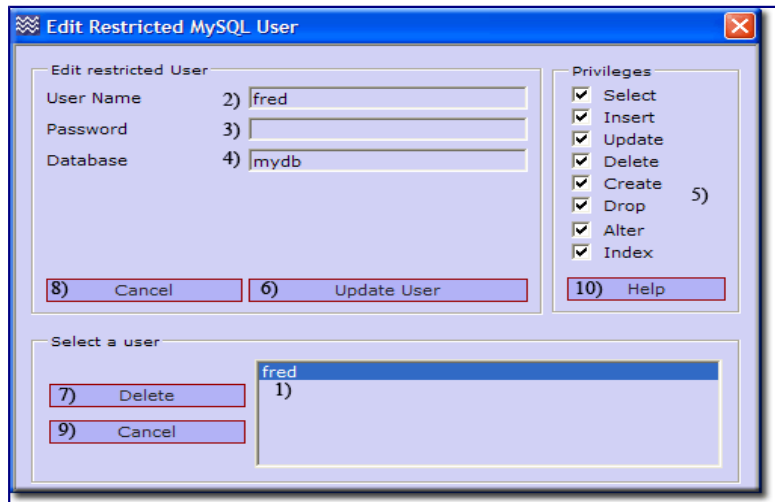 Edit Restricted MySQL User
Edit restricted User
User Name 2) fred
Password 3)
Database 4) mydb
8) Cancel
6) Update User
Privileges
Select
Insert
Update
Delete
Create
5)
Drop
Alter
Index
10) Help
Select a user
7) Delete
9) Cancel
fred
1)